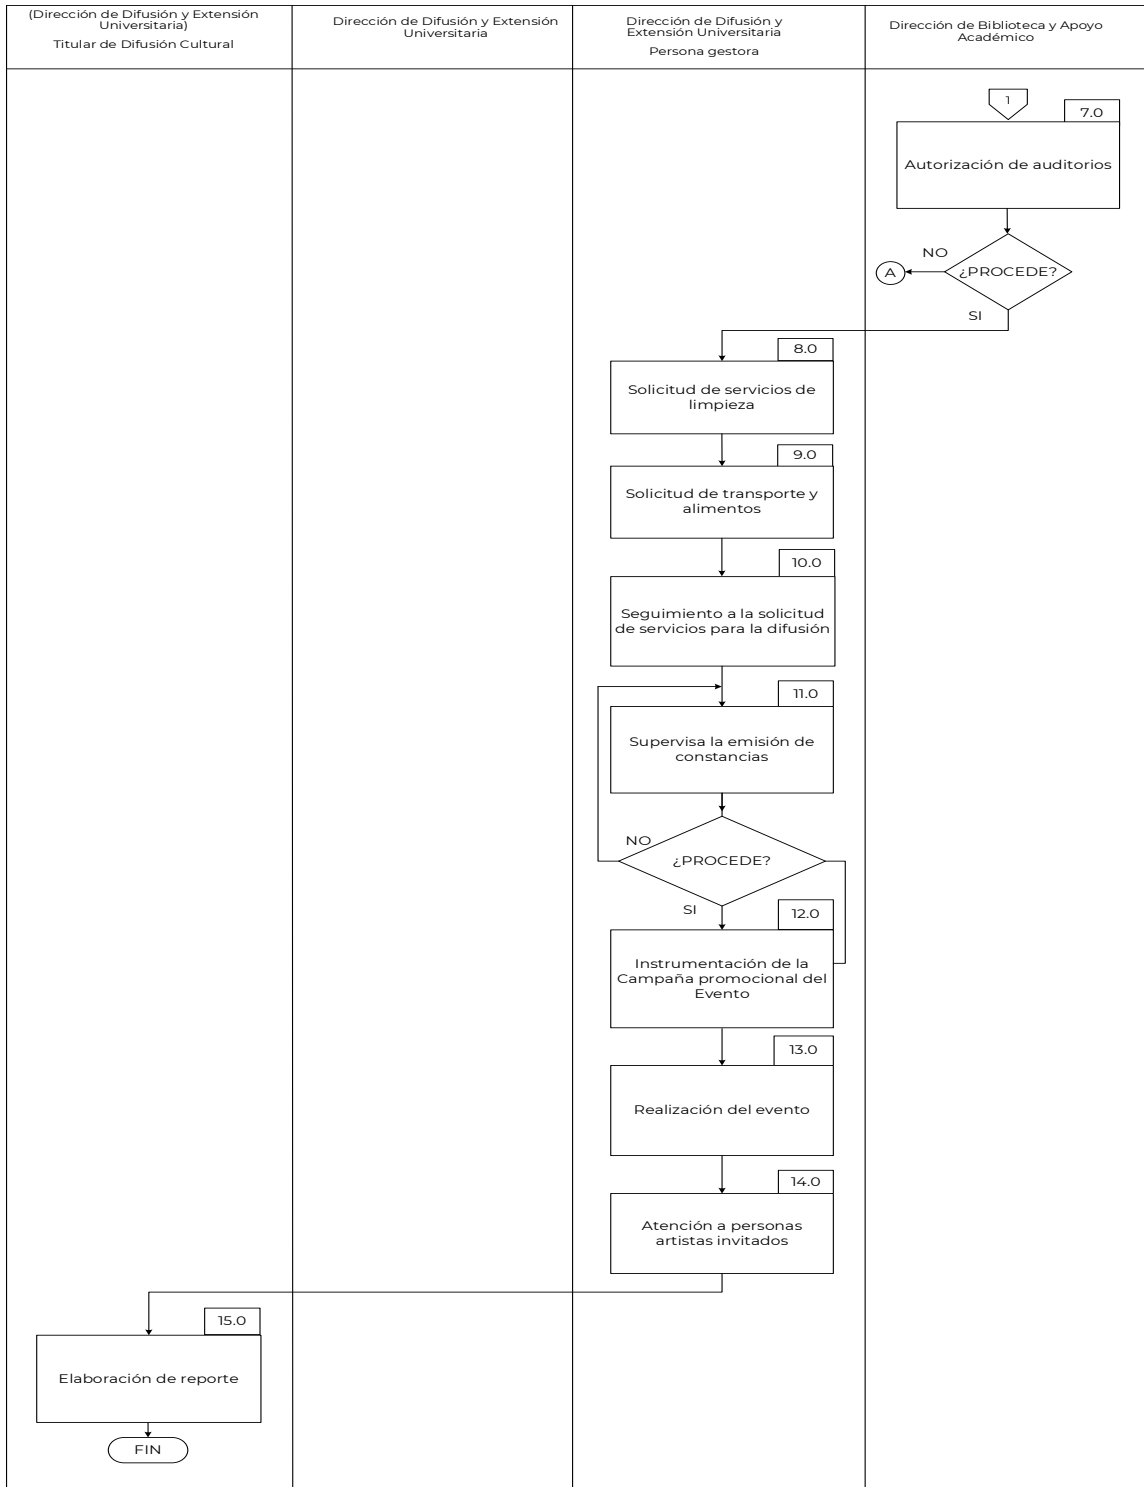 (Dirección de Difusión y Extensión
Universitaria)
Titular de Difusión Cultural
Dirección de Difusión y Extensión
Universitaria
Dirección de Difusión y
Extensión Universitaria
Persona gestora
Dirección de Biblioteca y Apoyo
Académico
1
7.0
Autorización de auditorios
NO
A
¿PROCEDE?
SI
8.0
Solicitud de servicios de
limpieza
9.0
Solicitud de transporte y
alimentos
10.0
Seguimiento a la solicitud
de servicios para la difusión
11.0
Supervisa la emisión de
constancias
NO
¿PROCEDE?
SI
12.0
Instrumentación de la
Campaña promocional del
Evento
13.0
Realización del evento
14.0
Atención a personas
artistas invitados
15.0
Elaboración de reporte
FIN